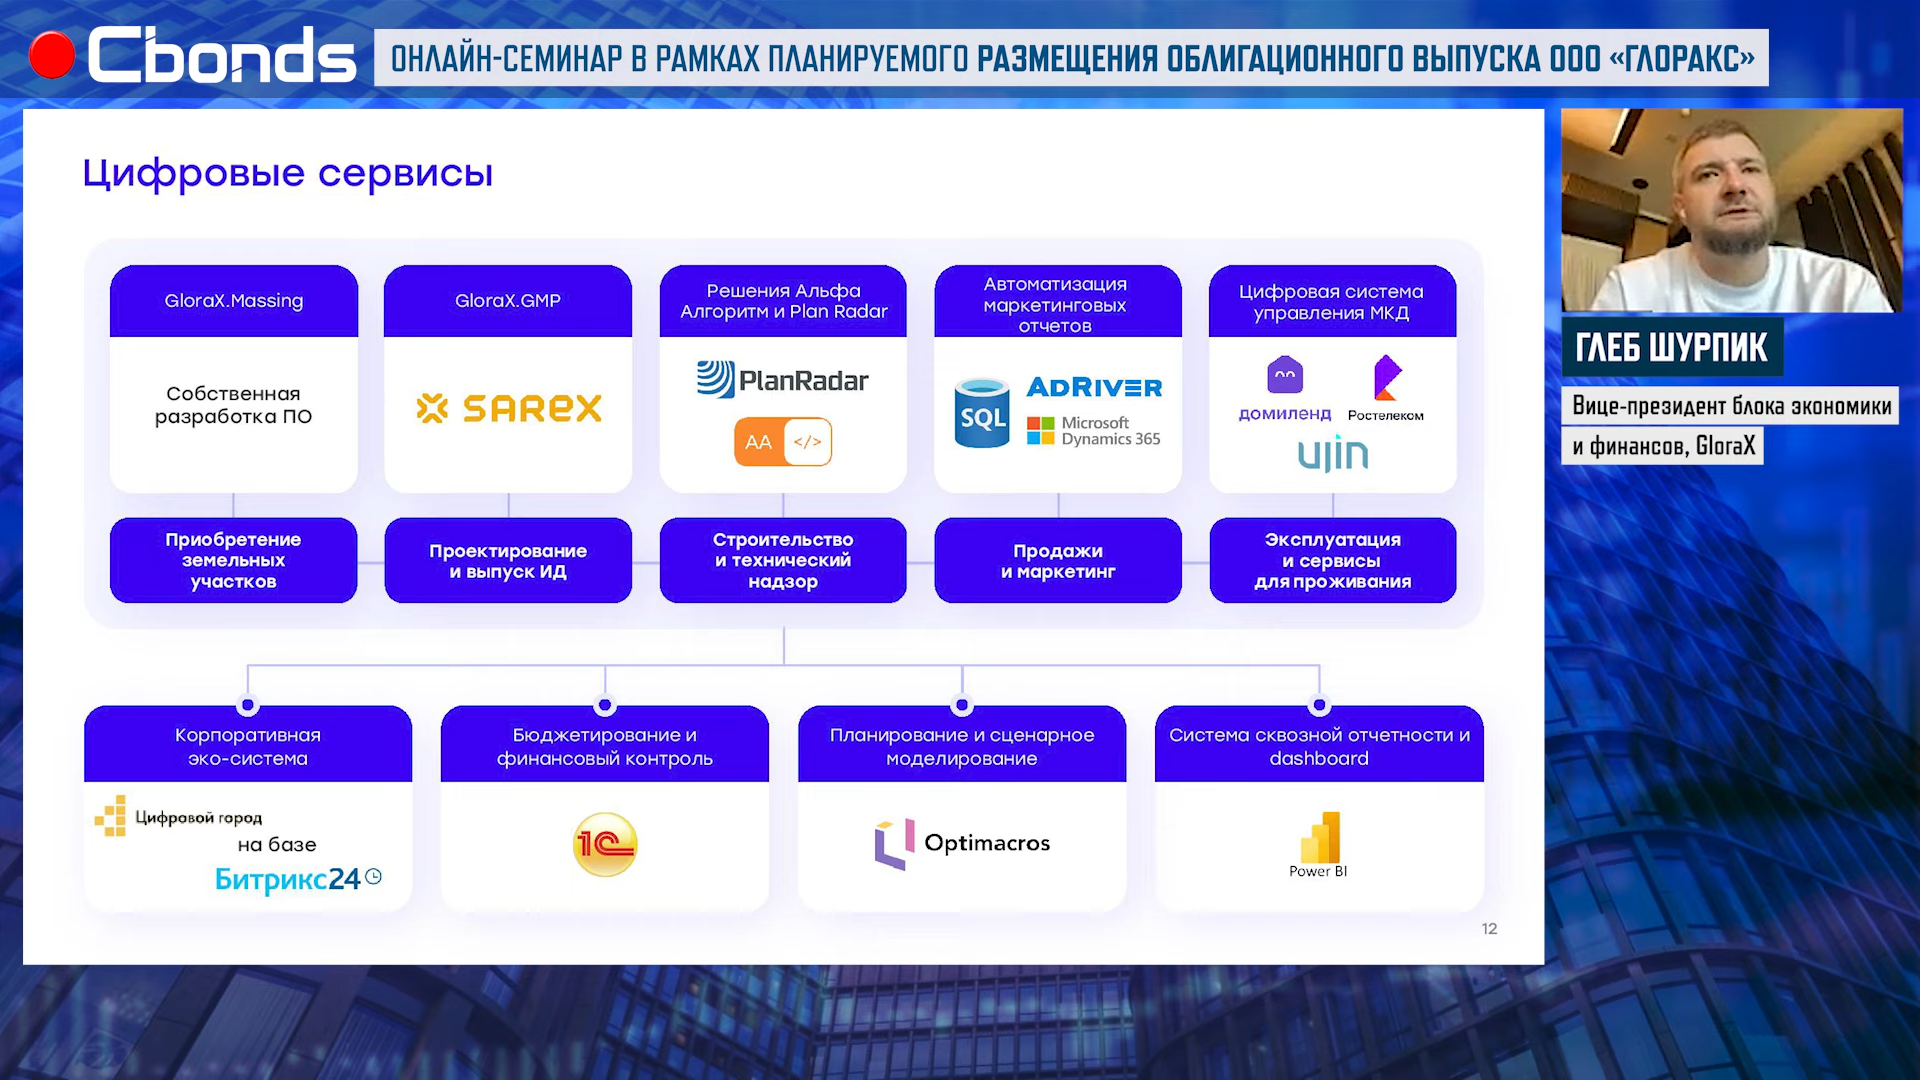 Cbonds
ОНЛАЙН-СЕМИНАР В РАМКАХ ПЛАНИРУЕМОГО РАЗМЕЩЕНИЯ ОБЛИГАЦИОННОГО ВЫПУСКА ООО «ГЛОРАКС»
Цифровые сервисы
GloraX.Massing
Собственная
разработка ПО
Приобретение
земельных
участков
GloraX.GMP
SAREX
Проектирование
и выпуск ИД
Решения Альфа
Алгоритм и Plan Radar
PlanRadar
AA </>
Строительство
и технический
надзор
Автоматизация
маркетинговых
отчетов
SQL
ADRIVER
Microsoft
Dynamics 365
Продажи
и маркетинг
Цифровая система
управления МКД
домиленд
Ростелеком
ujin
Эксплуатация
и сервисы
для проживания
Корпоративная
эко-система
Цифровой город
на базе
Битрикс24
Бюджетирование и
финансовый контроль
1С
Планирование и сценарное
моделирование
Optimacros
Система сквозной отчетности и
dashboard
Power BI
12
ГЛЕБ ШУРПИК
Вице-президент блока экономики
и финансов, GloraX